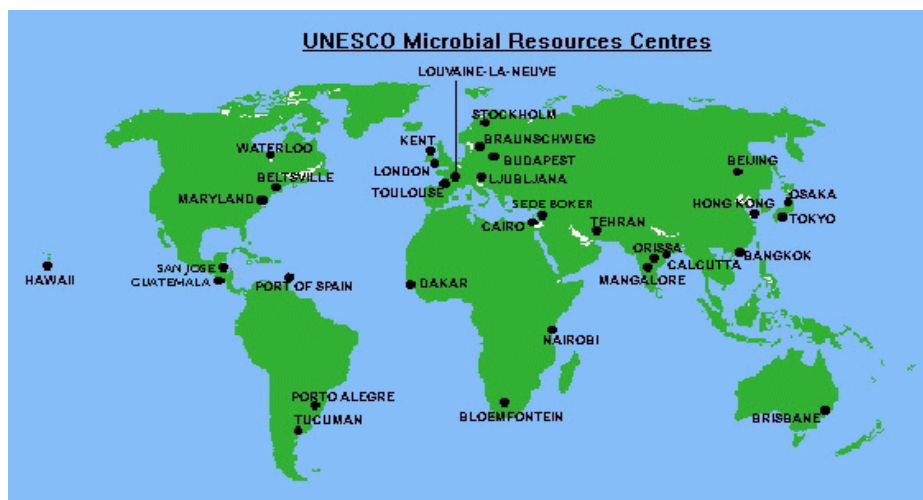 UNESCO Microbial Resources Centres
LOUVAINE-LA-NEUVE
STOCKHOLM
KENT
BRAUNSCHWEIG
WATERLOO
BUDAPEST
LONDON
BEIJING
BELTSVILLE
LJUBLJANA
TOULOUSE
OSAKA
MARYLAND
SEDE BOKER
HONG KONG
TOKYO
CAIRO
TEHRAN
ORISSA
BANGKOK
SAN JOSE
CALCUTTA
HAWAII
GUATEMALA
MANGALORE
PORT OF SPAIN
DAKAR
NAIROBI
PORTO ALEGRE
BLOEMFONTEIN
BRISBANE
TUCUMAN